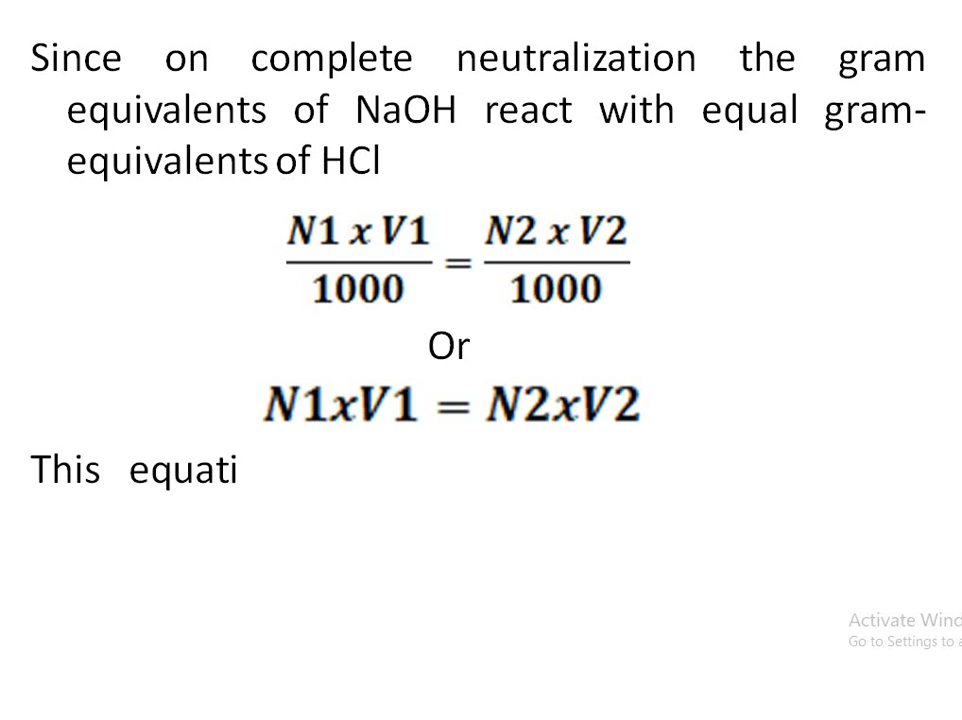 Since on complete neutralization the gram
equivalents of NaOH react with equal gram-
equivalents of HCl
N1 x V1 / 1000 = N2 x V2 / 1000
Or
N1xV1 = N2xV2
This equati
Activate Wind
Go to Settings to a